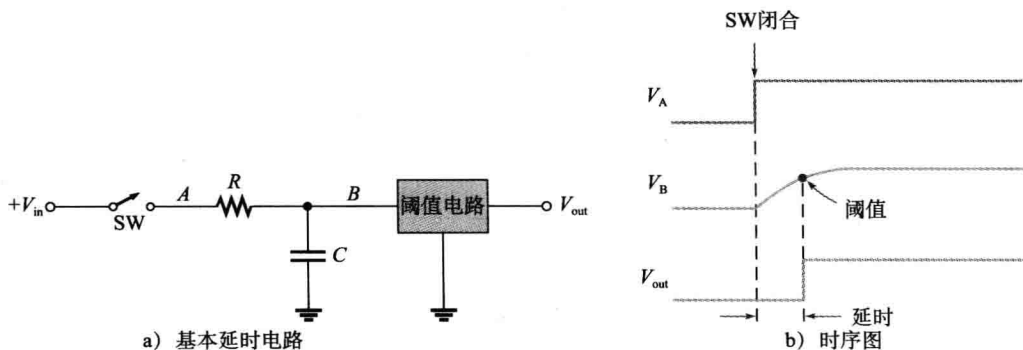 +V_in
SW
A
R
B
C
阈值电路
V_out
a) 基本延时电路
SW闭合
V_A
V_B
阈值
V_out
延时
b) 时序图